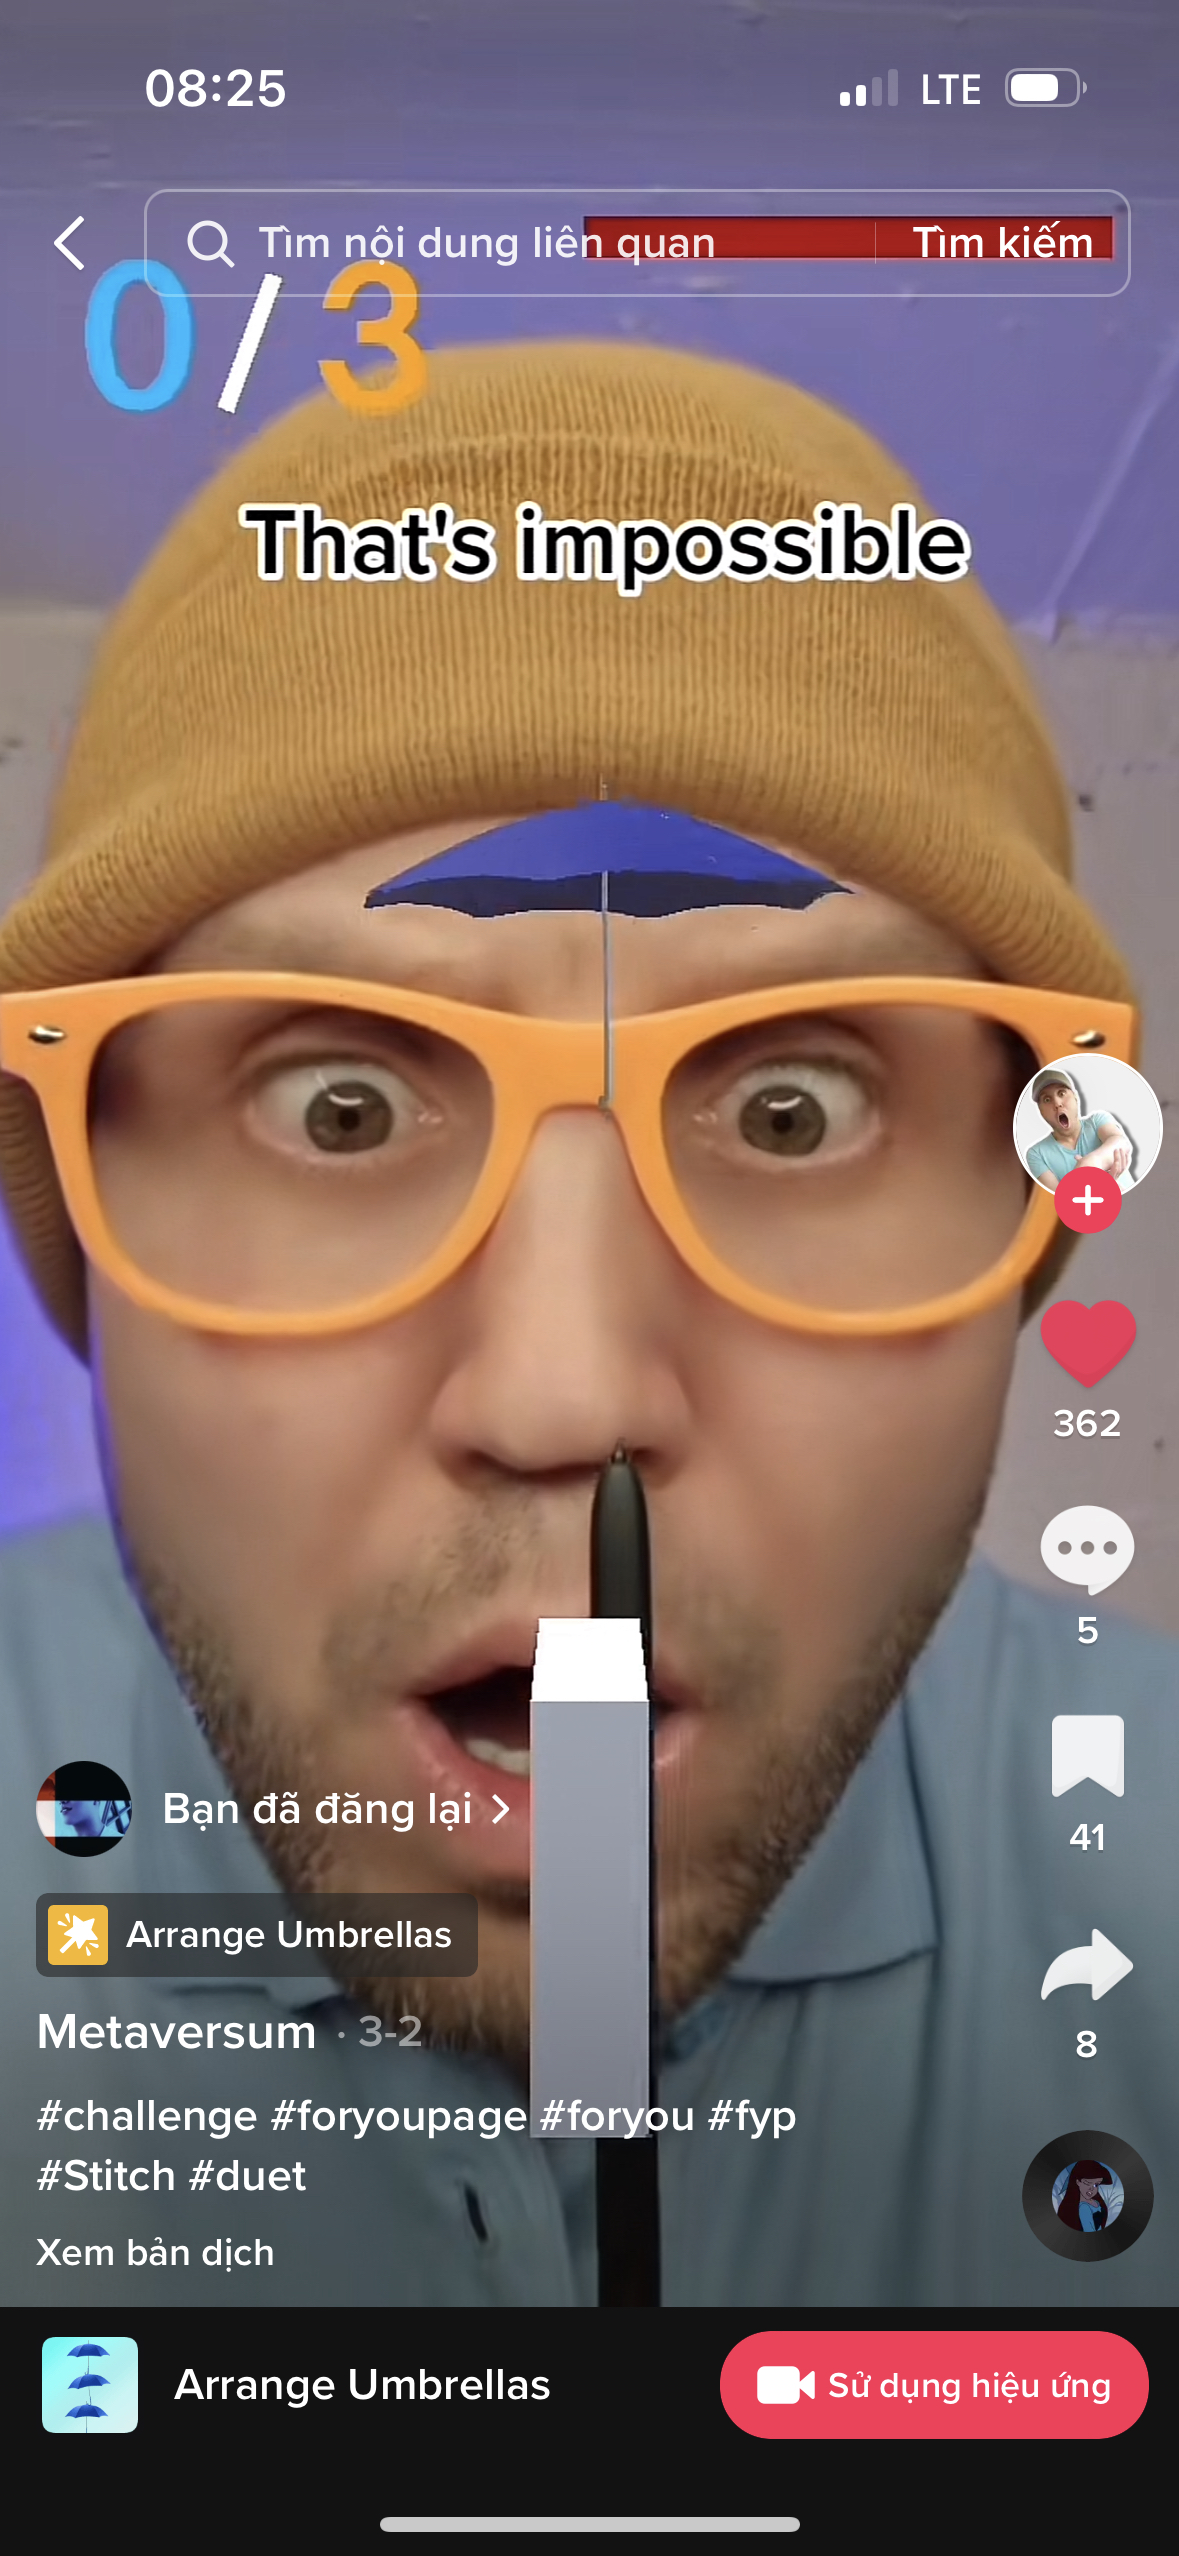 08:25
LTE
Tìm nội dung liên quan
Tìm kiếm
0/3
That's impossible
362
5
Bạn đã đăng lại >
41
Arrange Umbrellas
Metaversum · 3-2
8
#challenge #foryoupage #foryou #fyp
#Stitch #duet
Xem bản dịch
Arrange Umbrellas
Sử dụng hiệu ứng